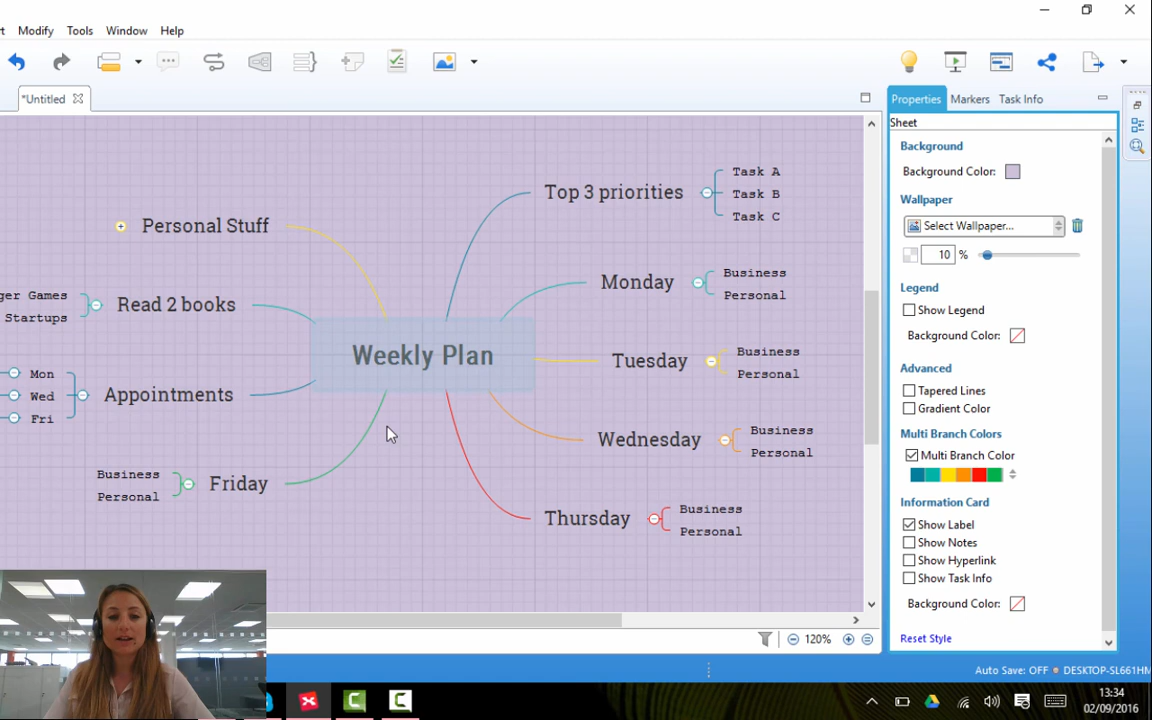 Modify Tools Window Help
*Untitled
Properties Markers Task Info
Sheet
Background
Background Color:
Wallpaper
Select Wallpaper...
10 %
Legend
Show Legend
Background Color:
Advanced
Tapered Lines
Gradient Color
Multi Branch Colors
Multi Branch Color
Information Card
Show Label
Show Notes
Show Hyperlink
Show Task Info
Background Color:
Reset Style
Weekly Plan
Top 3 priorities
Task A
Task B
Task C
Monday
Business
Personal
Tuesday
Business
Personal
Wednesday
Business
Personal
Thursday
Business
Personal
Friday
Business
Personal
Appointments
Mon
Wed
Fri
Read 2 books
ger Games
Startups
Personal Stuff
120%
Auto Save: OFF DESKTOP-SL661HM
13:34
02/09/2016